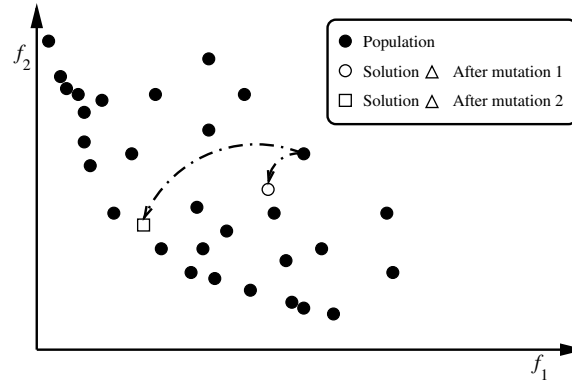 f2
Population
Solution △ After mutation 1
Solution △ After mutation 2
f1